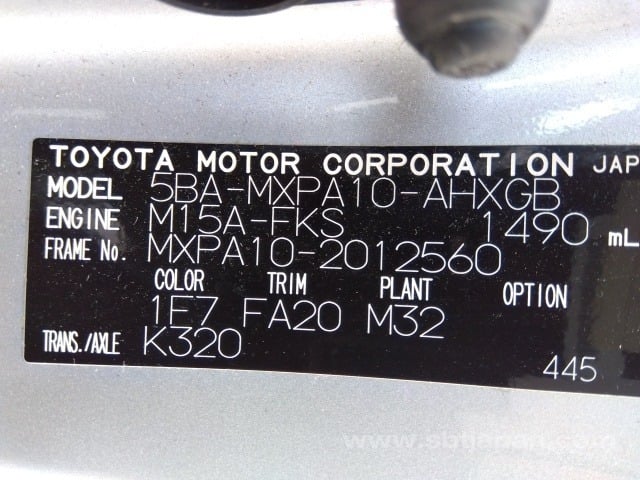 TOYOTA MOTOR CORPORATION JAP
MODEL 5BA-MXPA10-AHXGB
ENGINE M15A-FKS 1490 mL
FRAME No. MXPA10-2012560
COLOR TRIM PLANT OPTION
1E7 FA20 M32
TRANS./AXLE K320
445
www.sbtjapan.com